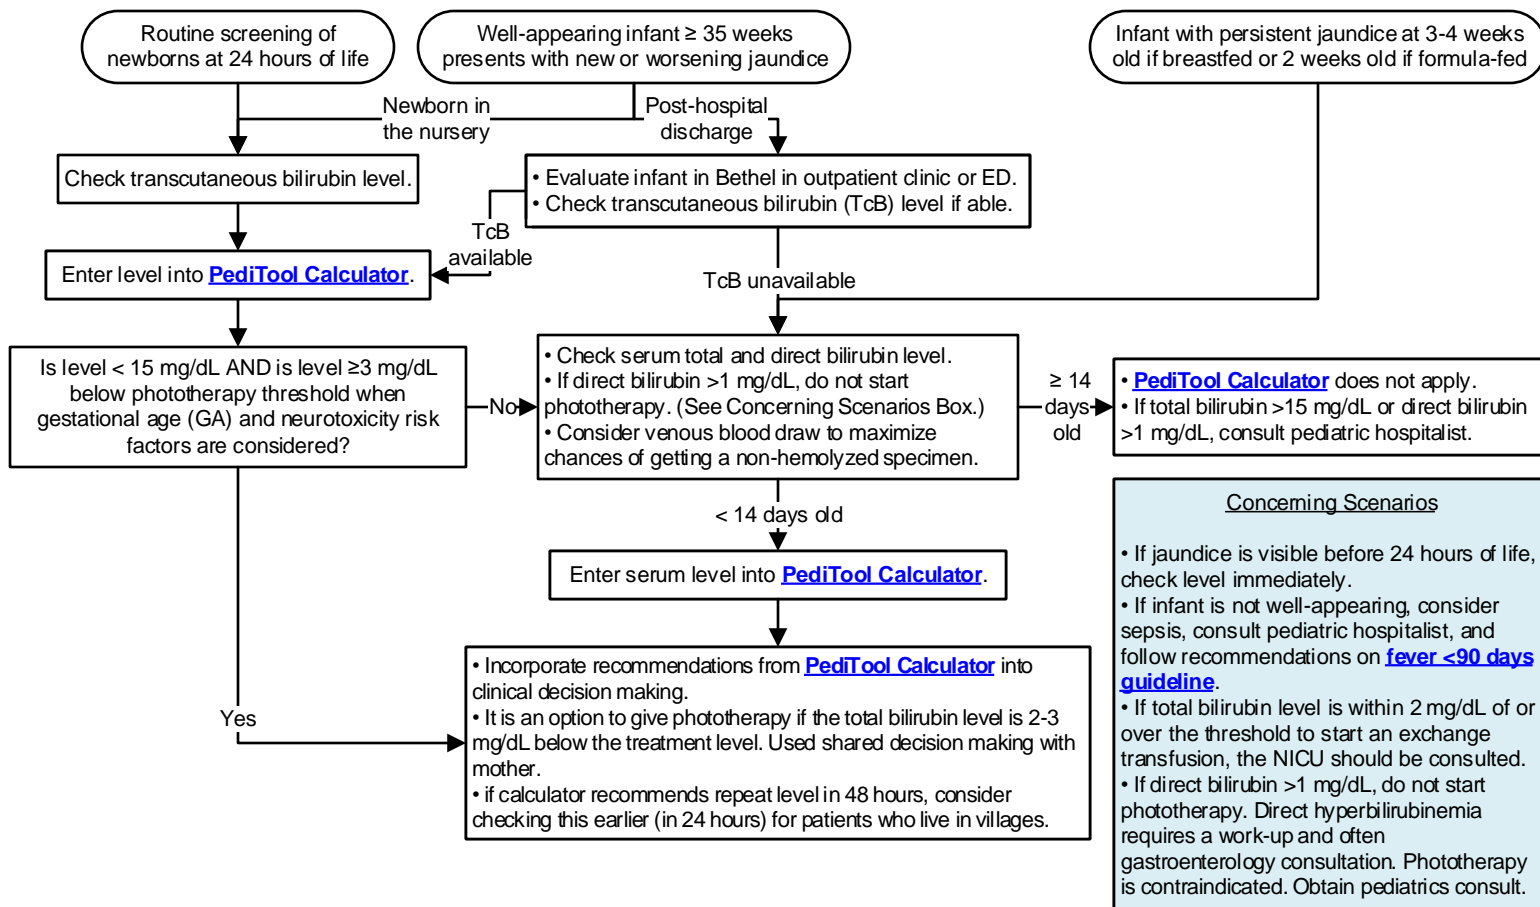 Routine screening of
newborns at 24 hours of life
Well-appearing infant ≥ 35 weeks
presents with new or worsening jaundice
Infant with persistent jaundice at 3-4 weeks
old if breastfed or 2 weeks old if formula-fed
Newborn in
the nursery
Post-hospital
discharge
Check transcutaneous bilirubin level.
• Evaluate infant in Bethel in outpatient clinic or ED.
• Check transcutaneous bilirubin (TcB) level if able.
TcB
available
Enter level into PediTool Calculator.
TcB unavailable
Is level < 15 mg/dL AND is level ≥3 mg/dL
below phototherapy threshold when
gestational age (GA) and neurotoxicity risk
factors are considered?
No
• Check serum total and direct bilirubin level.
• If direct bilirubin >1 mg/dL, do not start
phototherapy. (See Concerning Scenarios Box.)
• Consider venous blood draw to maximize
chances of getting a non-hemolyzed specimen.
≥ 14
days
old
• PediTool Calculator does not apply.
• If total bilirubin >15 mg/dL or direct bilirubin
>1 mg/dL, consult pediatric hospitalist.
< 14 days old
Enter serum level into PediTool Calculator.
Yes
• Incorporate recommendations from PediTool Calculator into
clinical decision making.
• It is an option to give phototherapy if the total bilirubin level is 2-3
mg/dL below the treatment level. Used shared decision making with
mother.
• if calculator recommends repeat level in 48 hours, consider
checking this earlier (in 24 hours) for patients who live in villages.
Concerning Scenarios
• If jaundice is visible before 24 hours of life,
check level immediately.
• If infant is not well-appearing, consider
sepsis, consult pediatric hospitalist, and
follow recommendations on fever <90 days
guideline.
• If total bilirubin level is within 2 mg/dL of or
over the threshold to start an exchange
transfusion, the NICU should be consulted.
• If direct bilirubin >1 mg/dL, do not start
phototherapy. Direct hyperbilirubinemia
requires a work-up and often
gastroenterology consultation. Phototherapy
is contraindicated. Obtain pediatrics consult.